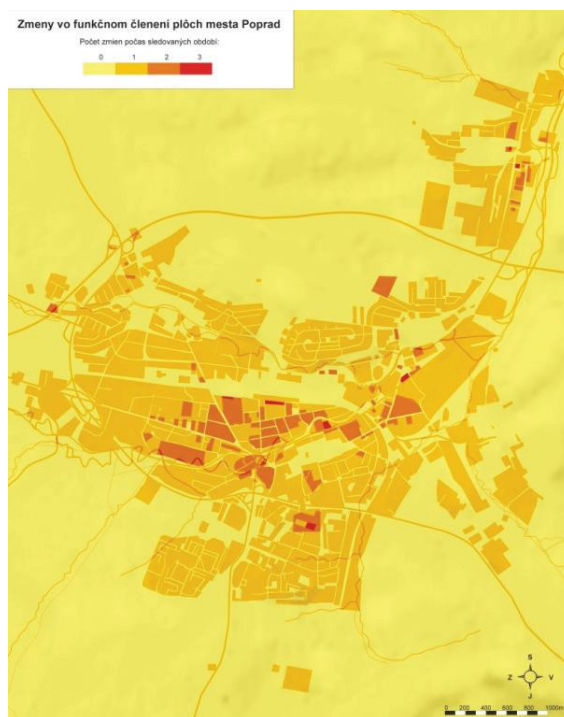 Zmeny vo funkčnom členení plôch mesta Poprad
Počet zmien počas sledovaných období:
0 1 2 3
S
Z V
J
0 200 400 600 800 1000m